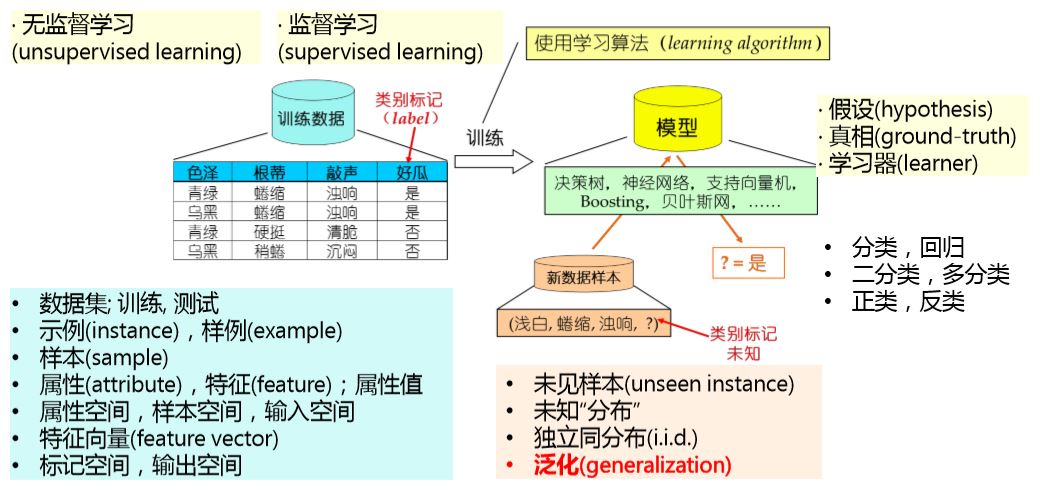 · 无监督学习
(unsupervised learning)
· 监督学习
(supervised learning)
使用学习算法（learning algorithm）
类别标记
（label）
训练数据
训练
模型
· 假设(hypothesis)
· 真相(ground-truth)
· 学习器(learner)
色泽 根蒂 敲声 好瓜
青绿 蜷缩 浊响 是
乌黑 蜷缩 浊响 是
青绿 硬挺 清脆 否
乌黑 稍蜷 沉闷 否
决策树，神经网络，支持向量机，
Boosting，贝叶斯网，……
? = 是
• 分类，回归
• 二分类，多分类
• 正类，反类
新数据样本
(浅白, 蜷缩, 浊响, ?)
类别标记
未知
• 数据集; 训练, 测试
• 示例(instance)，样例(example)
• 样本(sample)
• 属性(attribute)，特征(feature)；属性值
• 属性空间，样本空间，输入空间
• 特征向量(feature vector)
• 标记空间，输出空间
• 未见样本(unseen instance)
• 未知“分布”
• 独立同分布(i.i.d.)
• 泛化(generalization)